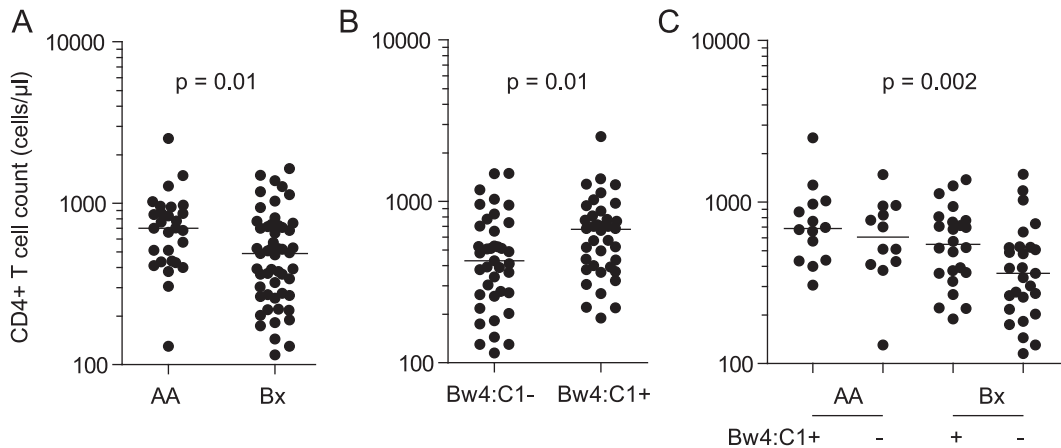 A
B
C
CD4+ T cell count (cells/µl)
10000
1000
100
p = 0.01
AA
Bx
10000
1000
100
p = 0.01
Bw4:C1-
Bw4:C1+
10000
1000
100
p = 0.002
AA
Bx
Bw4:C1+
-
+
-